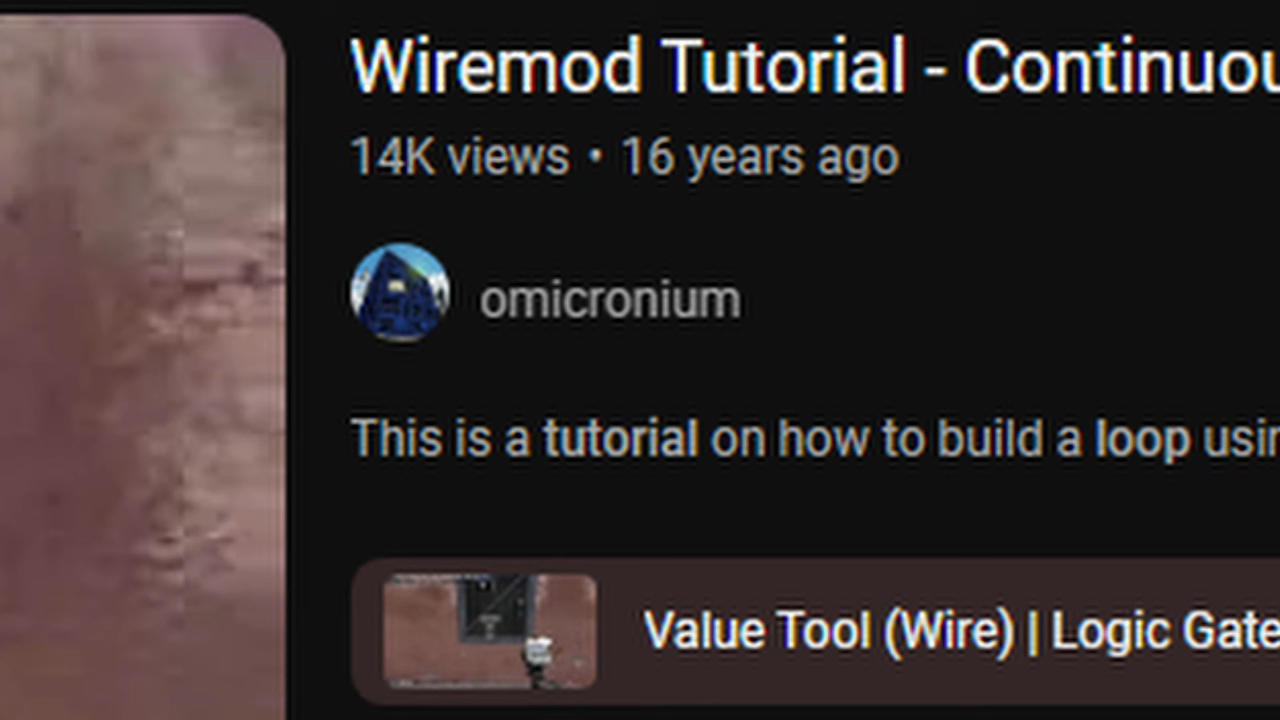 Wiremod Tutorial - Continuou
14K views • 16 years ago
omicronium
This is a tutorial on how to build a loop usin
Value Tool (Wire) | Logic Gate